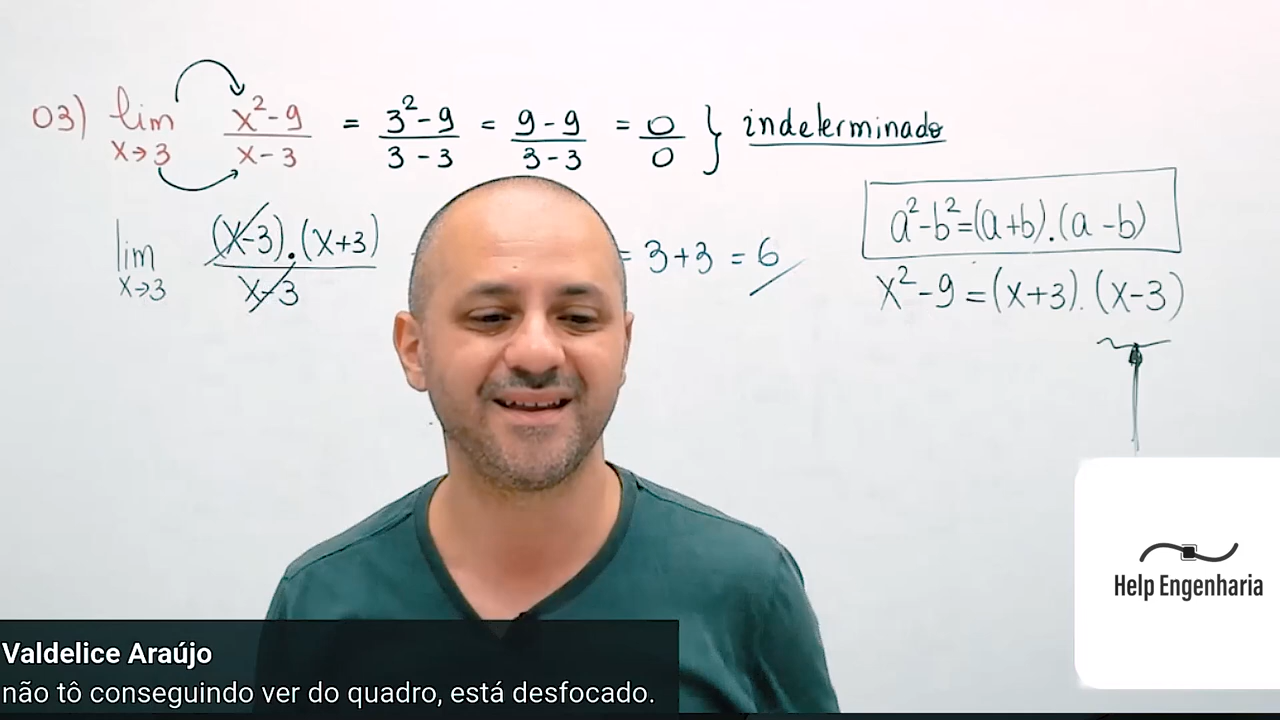 03) lim x→3 x²-9 / x-3 = 3²-9 / 3-3 = 9-9 / 3-3 = 0 / 0 } indeterminado
a²-b²=(a+b).(a-b)
lim x→3 (x-3).(x+3) / x-3 = 3+3 = 6
x²-9=(x+3).(x-3)
Help Engenharia
Valdelice Araújo
não tô conseguindo ver do quadro, está desfocado.